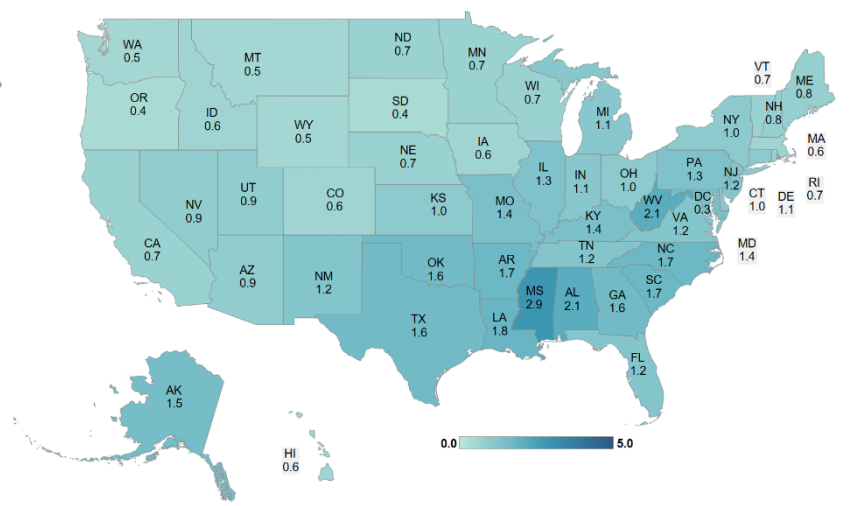 WA
0.5
MT
0.5
ND
0.7
MN
0.7
VT
0.7
ME
0.8
OR
0.4
ID
0.6
WY
0.5
SD
0.4
WI
0.7
MI
1.1
NY
1.0
NH
0.8
MA
0.6
NE
0.7
IA
0.6
IL
1.3
IN
1.1
OH
1.0
PA
1.3
NJ
1.2
CT
1.0
DE
1.1
RI
0.7
NV
0.9
UT
0.9
CO
0.6
KS
1.0
MO
1.4
KY
1.4
WV
2.1
DC
0.3
VA
1.2
MD
1.4
CA
0.7
AZ
0.9
NM
1.2
OK
1.6
AR
1.7
TN
1.2
NC
1.7
SC
1.7
TX
1.6
LA
1.8
MS
2.9
AL
2.1
GA
1.6
FL
1.2
AK
1.5
HI
0.6
0.0
5.0